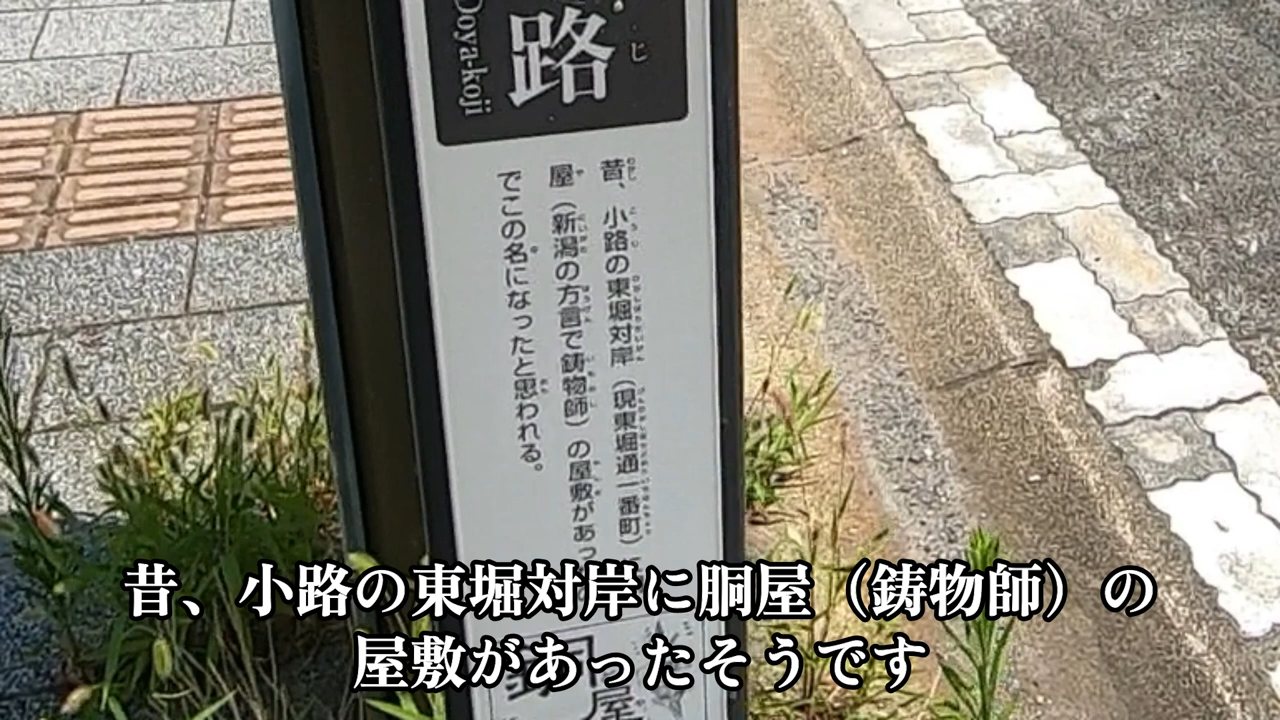 路
じ
Doya-koji
昔、小路の東堀対岸（現東堀通一番町）
屋（新潟の方言で鋳物師）の屋敷があっ
でこの名になったと思われる。
屋
昔、小路の東堀対岸に胴屋（鋳物師）の
屋敷があったそうです